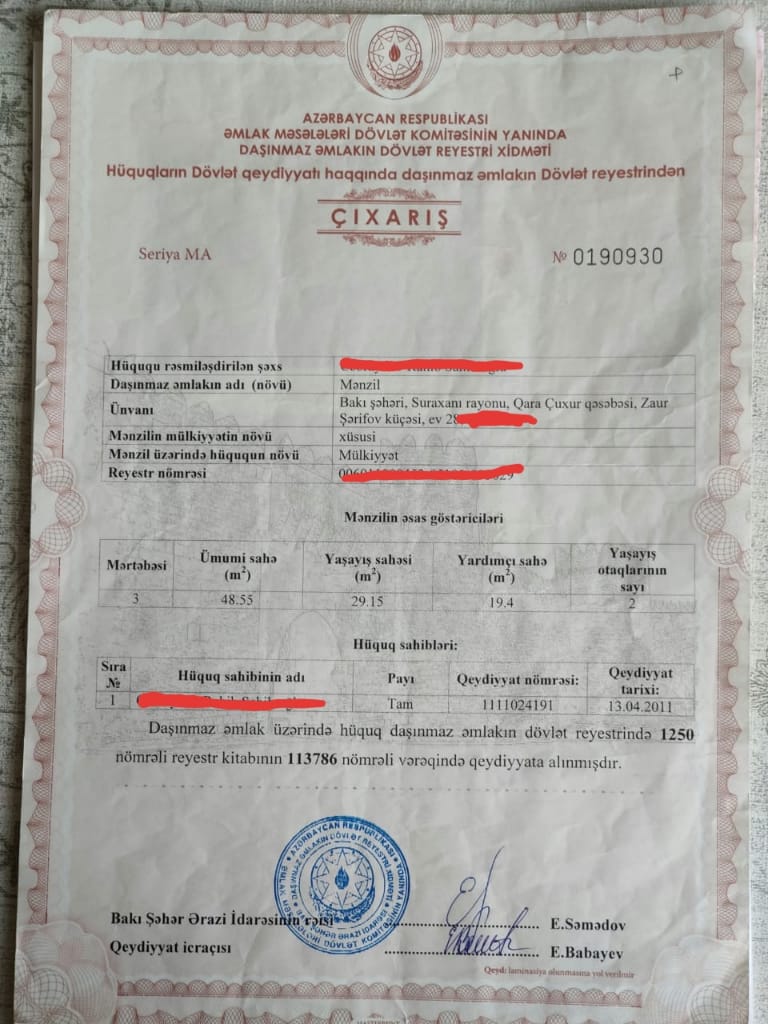 AZƏRBAYCAN RESPUBLİKASI
ƏMLAK MƏSƏLƏLƏRİ DÖVLƏT KOMİTƏSİNİN YANINDA
DAŞINMAZ ƏMLAKIN DÖVLƏT REYESTRİ XİDMƏTİ
Hüquqların Dövlət qeydiyyatı haqqında daşınmaz əmlakın Dövlət reyestrindən
ÇIXARIŞ
Seriya MA № 0190930
Hüququ rəsmiləşdirilən şəxs
Daşınmaz əmlakın adı (növü) Mənzil
Ünvanı Bakı şəhəri, Suraxanı rayonu, Qara Çuxur qəsəbəsi, Zaur
Şərifov küçəsi, ev 28
Mənzilin mülkiyyətin növü xüsusi
Mənzil üzərində hüququn növü Mülkiyyət
Reyestr nömrəsi
Mənzilin əsas göstəriciləri
Mərtəbəsi Ümumi sahə (m²) Yaşayış sahəsi (m²) Yardımçı sahə (m²) Yaşayış otaqlarının sayı
3 48.55 29.15 19.4 2
Hüquq sahibləri:
Sıra № Hüquq sahibinin adı Payı Qeydiyyat nömrəsi: Qeydiyyat tarixi:
1 Tam 1111024191 13.04.2011
Daşınmaz əmlak üzərində hüquq daşınmaz əmlakın dövlət reyestrində 1250
nömrəli reyestr kitabının 113786 nömrəli vərəqində qeydiyyata alınmışdır.
Bakı Şəhər Ərazi İdarəsinin rəisi E.Səmədov
Qeydiyyat icraçısı E.Babayev
Qeyd: laminasiya olunmasına yol verilmir